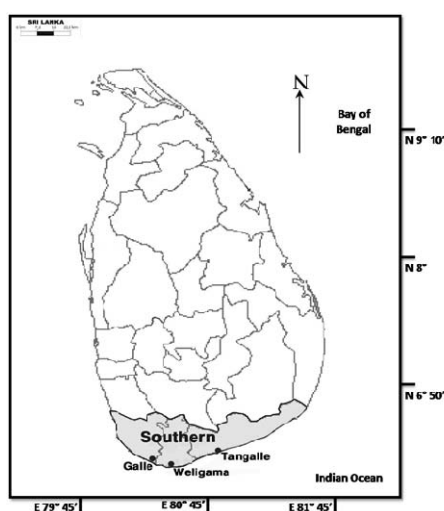 SRI LANKA
N
Bay of
Bengal
N 9° 10'
N 8°
N 6° 50'
Southern
Galle
Weligama
Tangalle
Indian Ocean
E 79° 45'
E 80° 45'
E 81° 45'